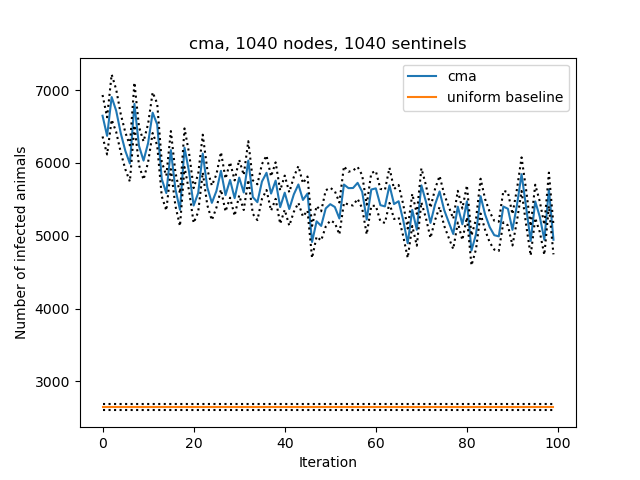 cma, 1040 nodes, 1040 sentinels
cma
uniform baseline
Number of infected animals
7000
6000
5000
4000
3000
0 20 40 60 80 100
Iteration